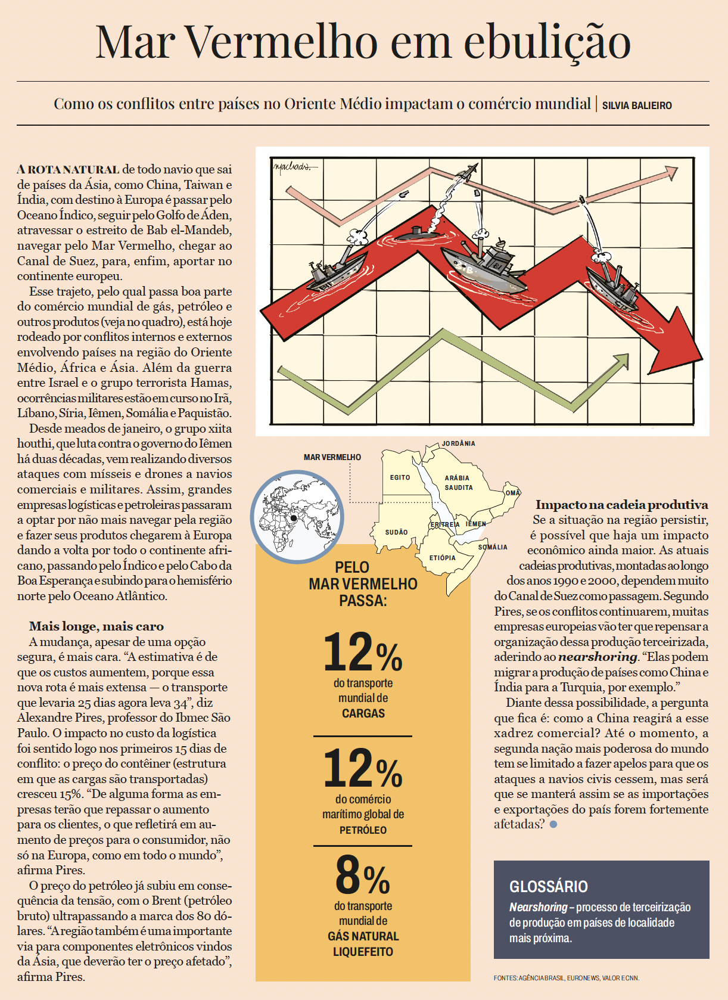 Mar Vermelho em ebulição
Como os conflitos entre países no Oriente Médio impactam o comércio mundial | SILVIA BALIEIRO
A ROTA NATURAL de todo navio que sai
de países da Ásia, como China, Taiwan e
Índia, com destino à Europa é passar pelo
Oceano Índico, seguir pelo Golfo de Áden,
atravessar o estreito de Bab el-Mandeb,
navegar pelo Mar Vermelho, chegar ao
Canal de Suez, para, enfim, aportar no
continente europeu.
Esse trajeto, pelo qual passa boa parte
do comércio mundial de gás, petróleo e
outros produtos (veja no quadro), está hoje
rodeado por conflitos internos e externos
envolvendo países na região do Oriente
Médio, África e Ásia. Além da guerra
entre Israel e o grupo terrorista Hamas,
ocorrências militares estão em curso no Irã,
Líbano, Síria, Iêmen, Somália e Paquistão.
Desde meados de janeiro, o grupo xiita
houthi, que luta contra o governo do Iêmen
há duas décadas, vem realizando diversos
ataques com mísseis e drones a navios
comerciais e militares. Assim, grandes
empresas logísticas e petroleiras passaram
a optar por não mais navegar pela região
e fazer seus produtos chegarem à Europa
dando a volta por todo o continente afri-
cano, passando pelo Índico e pelo Cabo da
Boa Esperança e subindo para o hemisfério
norte pelo Oceano Atlântico.
Mais longe, mais caro
A mudança, apesar de uma opção
segura, é mais cara. “A estimativa é de
que os custos aumentem, porque essa
nova rota é mais extensa — o transporte
que levaria 25 dias agora leva 34”, diz
Alexandre Pires, professor do Ibmec São
Paulo. O impacto no custo da logística
foi sentido logo nos primeiros 15 dias de
conflito: o preço do contêiner (estrutura
em que as cargas são transportadas)
cresceu 15%. “De alguma forma as em-
presas terão que repassar o aumento
para os clientes, o que refletirá em au-
mento de preços para o consumidor, não
só na Europa, como em todo o mundo”,
afirma Pires.
O preço do petróleo já subiu em conse-
quência da tensão, com o Brent (petróleo
bruto) ultrapassando a marca dos 80 dó-
lares. “A região também é uma importante
via para componentes eletrônicos vindos
da Ásia, que deverão ter o preço afetado”,
afirma Pires.
machado.
BI
B.B.
BI
MAR VERMELHO
JORDÂNIA
EGITO
ARÁBIA
SAUDITA
OMÃ
SUDÃO
ERITREIA
IÊMEN
SOMÁLIA
ETIÓPIA
PELO
MAR VERMELHO
PASSA:
12%
do transporte
mundial de
CARGAS
12%
do comércio
marítimo global de
PETRÓLEO
8%
do transporte
mundial de
GÁS NATURAL
LIQUEFEITO
Impacto na cadeia produtiva
Se a situação na região persistir,
é possível que haja um impacto
econômico ainda maior. As atuais
cadeias produtivas, montadas ao longo
dos anos 1990 e 2000, dependem muito
do Canal de Suez como passagem. Segundo
Pires, se os conflitos continuarem, muitas
empresas europeias vão ter que repensar a
organização dessa produção terceirizada,
aderindo ao nearshoring. “Elas podem
migrar a produção de países como China e
Índia para a Turquia, por exemplo.”
Diante dessa possibilidade, a pergunta
que fica é: como a China reagirá a esse
xadrez comercial? Até o momento, a
segunda nação mais poderosa do mundo
tem se limitado a fazer apelos para que os
ataques a navios civis cessem, mas será
que se manterá assim se as importações
e exportações do país forem fortemente
afetadas?
GLOSSÁRIO
Nearshoring – processo de terceirização
de produção em países de localidade
mais próxima.
FONTES: AGÊNCIA BRASIL, EURONEWS, VALOR E CNN.